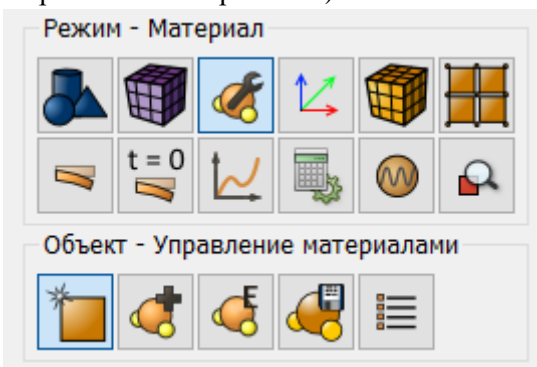 Режим - Материал
t = 0
Объект - Управление материалами
E